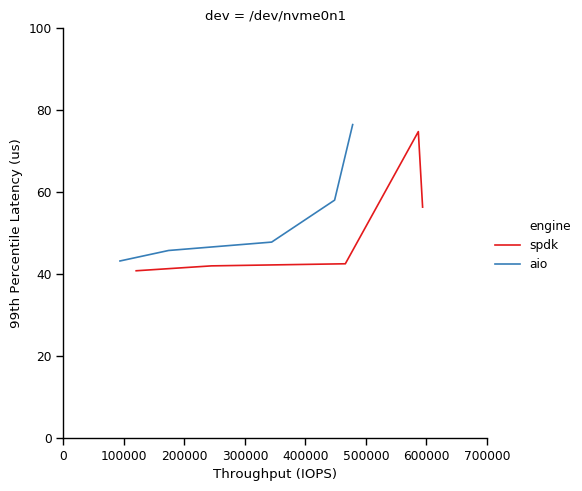 dev = /dev/nvme0n1
100
80
60
40
20
0
99th Percentile Latency (us)
0 100000 200000 300000 400000 500000 600000 700000
Throughput (IOPS)
engine
spdk
aio